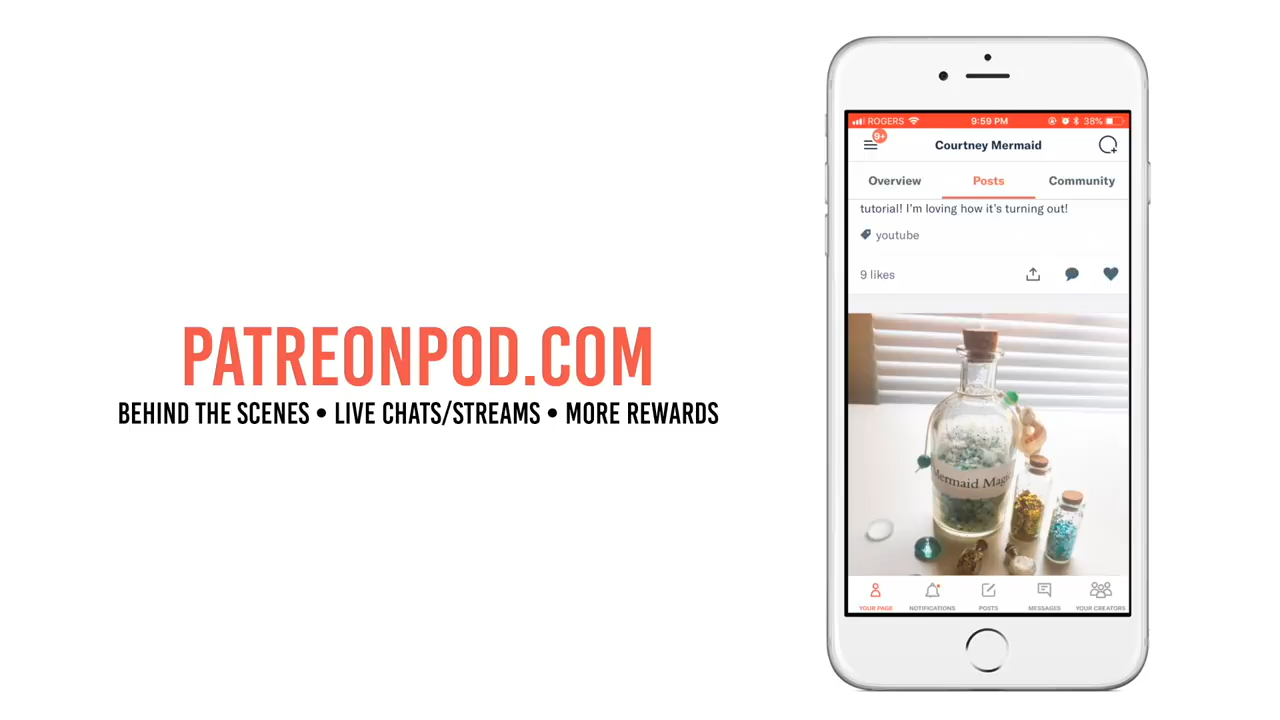 PATREONPOD.COM
BEHIND THE SCENES • LIVE CHATS/STREAMS • MORE REWARDS
ROGERS 9:59 PM 38%
9+
Courtney Mermaid
Overview Posts Community
tutorial! I'm loving how it's turning out!
youtube
9 likes
Mermaid Magic
YOUR PAGE NOTIFICATIONS POSTS MESSAGES YOUR CREATORS